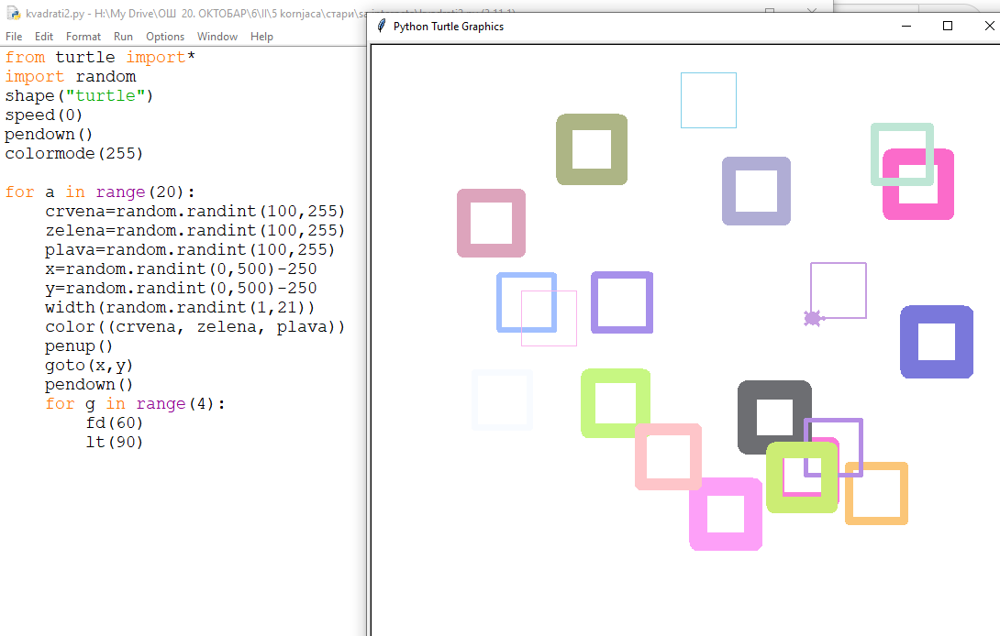 kvadrati2.py - H:\My Drive\ОШ 20. ОКТОБАР\6\II\5 kornjaca\стари\sa
Python Turtle Graphics
File Edit Format Run Options Window Help
from turtle import*
import random
shape("turtle")
speed(0)
pendown()
colormode(255)
for a in range(20):
crvena=random.randint(100,255)
zelena=random.randint(100,255)
plava=random.randint(100,255)
x=random.randint(0,500)-250
y=random.randint(0,500)-250
width(random.randint(1,21))
color((crvena, zelena, plava))
penup()
goto(x,y)
pendown()
for g in range(4):
fd(60)
lt(90)